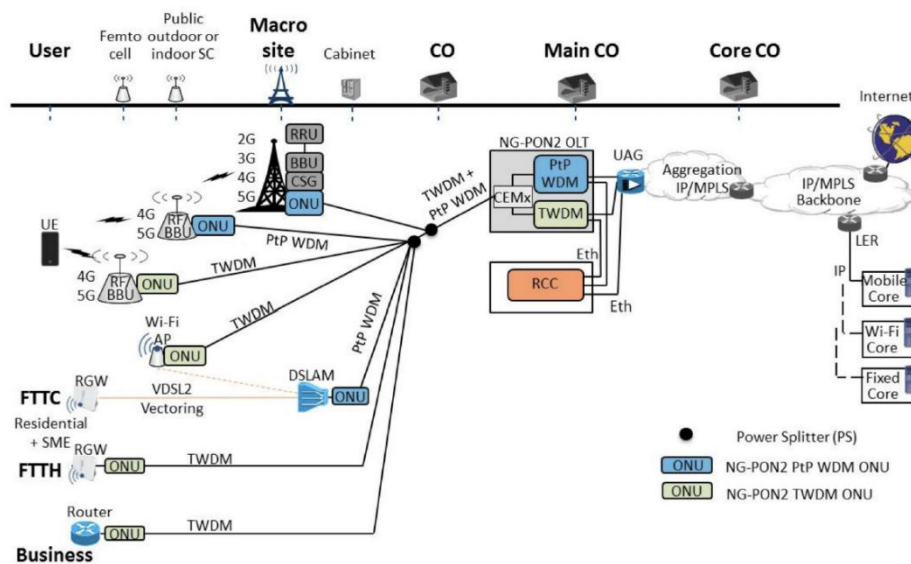 User
Femto
cell
Public
outdoor or
indoor SC
Macro
site
Cabinet
CO
Main CO
Core CO
Internet
2G
3G
4G
5G
RRU
BBU
CSG
ONU
NG-PON2 OLT
PtP
WDM
CEMx
TWDM
UAG
Aggregation
IP/MPLS
IP/MPLS
Backbone
LER
TWDM +
PtP WDM
UE
4G
5G
RF
BBU
ONU
PtP WDM
4G
5G
RF
BBU
ONU
TWDM
Eth
RCC
Eth
IP
Mobile
Core
Wi-Fi
Core
Fixed
Core
Wi-Fi
AP
ONU
TWDM
PtP WDM
DSLAM
ONU
FTTC
RGW
VDSL2
Vectoring
Residential
+ SME
RGW
FTTH
ONU
TWDM
Router
ONU
TWDM
Business
Power Splitter (PS)
ONU
NG-PON2 PtP WDM ONU
ONU
NG-PON2 TWDM ONU